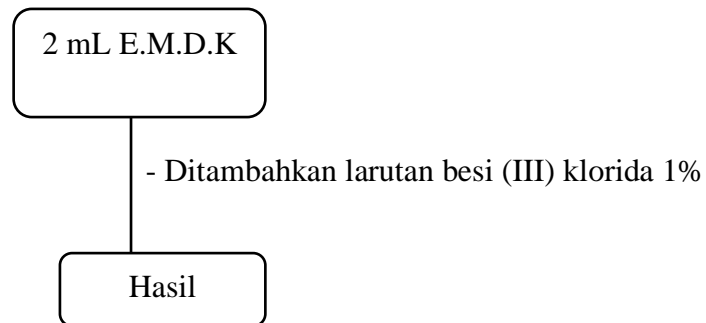 2 mL E.M.D.K
- Ditambahkan larutan besi (III) klorida 1%
Hasil